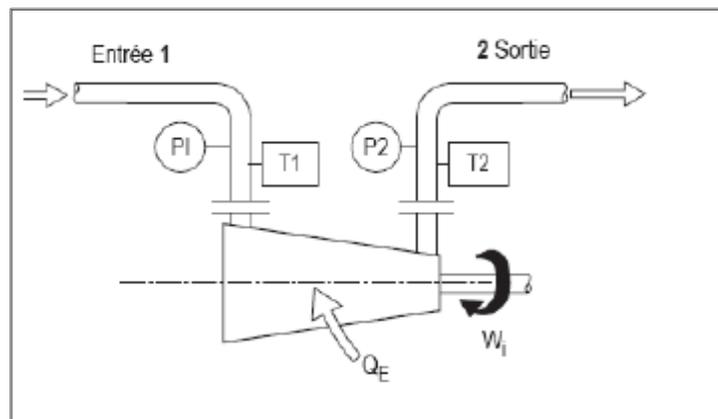 Entrée 1
2 Sortie
PI
T1
P2
T2
W_i
Q_E